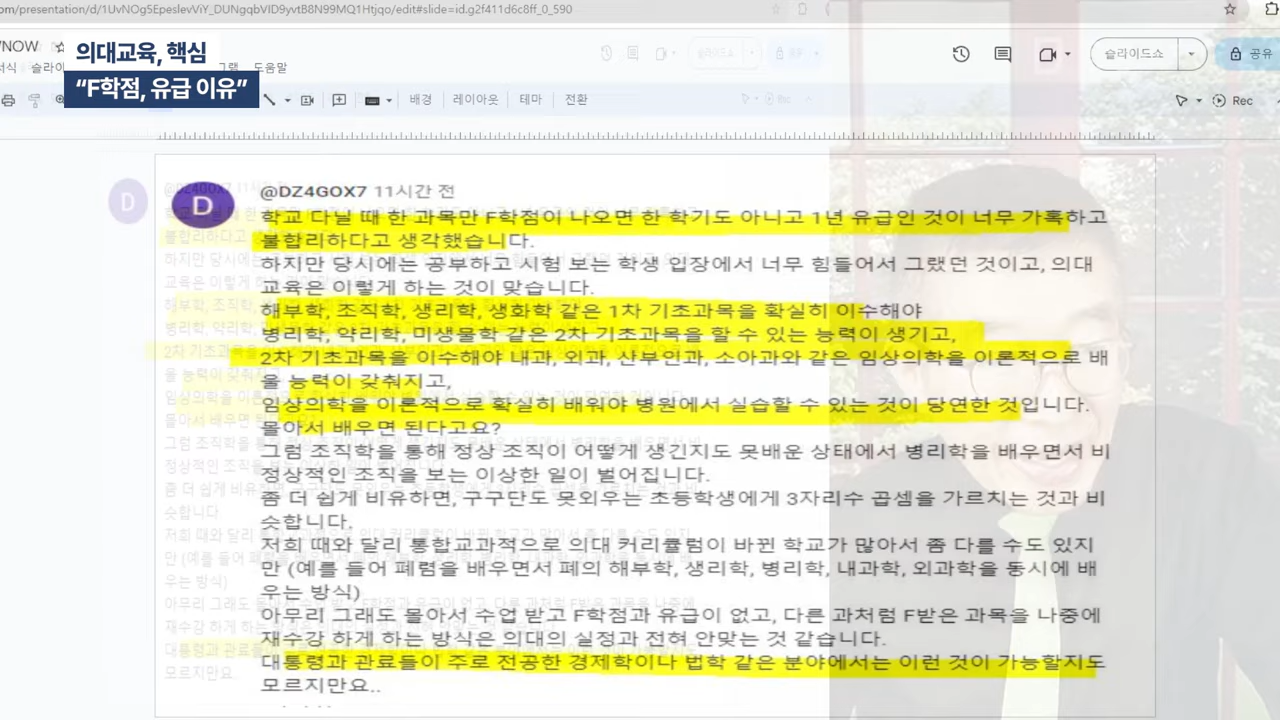 com/presentation/d/1UvNOg5EpeslevViY_DUNgqbVID9yvtB8N99MQ1Htjqo/edit#slide=id.g2f411d6c8ff_0_590
의대교육, 핵심
“F학점, 유급 이유”
슬라이드쇼
공유
도움말
배경 레이아웃 테마 전환
Rec
D
@DZ4GOX7 11시간 전
학교 다닐 때 한 과목만 F학점이 나오면 한 학기도 아니고 1년 유급인 것이 너무 가혹하고
불합리하다고 생각했습니다.
하지만 당시에는 공부하고 시험 보는 학생 입장에서 너무 힘들어서 그랬던 것이고, 의대
교육은 이렇게 하는 것이 맞습니다.
해부학, 조직학, 생리학, 생화학 같은 1차 기초과목을 확실히 이수해야
병리학, 약리학, 미생물학 같은 2차 기초과목을 할 수 있는 능력이 생기고,
2차 기초과목을 이수해야 내과, 외과, 산부인과, 소아과와 같은 임상의학을 이론적으로 배
울 능력이 갖춰지고,
임상의학을 이론적으로 확실히 배워야 병원에서 실습할 수 있는 것이 당연한 것입니다.
몰아서 배우면 된다고요?
그럼 조직학을 통해 정상 조직이 어떻게 생긴지도 못배운 상태에서 병리학을 배우면서 비
정상적인 조직을 보는 이상한 일이 벌어집니다.
좀 더 쉽게 비유하면, 구구단도 못외우는 초등학생에게 3자리수 곱셈을 가르치는 것과 비
슷합니다,
저희 때와 달리 통합교과적으로 의대 커리큘럼이 바뀐 학교가 많아서 좀 다를 수도 있지
만 (예를 들어 폐렴을 배우면서 폐의 해부학, 생리학, 병리학, 내과학, 외과학을 동시에 배
우는 방식)
아무리 그래도 몰아서 수업 받고 F학점과 유급이 없고, 다른 과처럼 F받은 과목을 나중에
재수강 하게 하는 방식은 의대의 실정과 전혀 안맞는 것 같습니다.
대통령과 관료들이 주로 전공한 경제학이나 법학 같은 분야에서는 이런 것이 가능할지도
모르지만요..